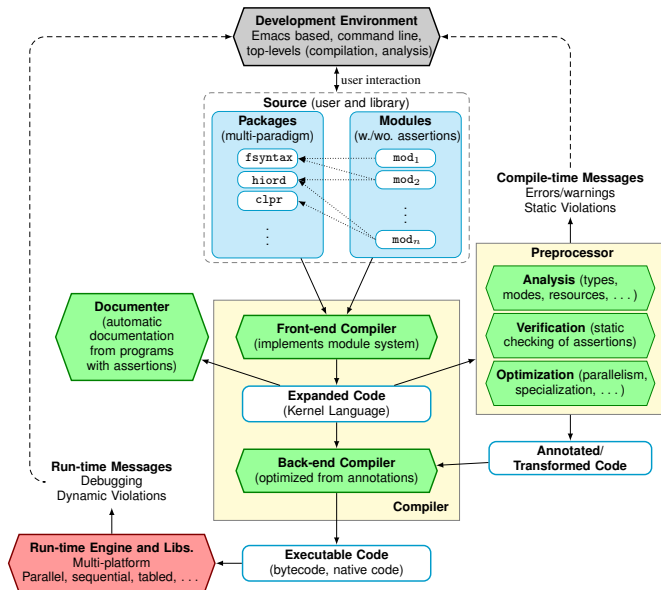 Development Environment
Emacs based, command line,
top-levels (compilation, analysis)
user interaction
Source (user and library)
Packages
(multi-paradigm)
fsyntax
hiord
clpr
⋮
Modules
(w./wo. assertions)
mod₁
mod₂
⋮
modₙ
Compile-time Messages
Errors/warnings
Static Violations
Preprocessor
Analysis (types,
modes, resources, . . . )
Verification (static
checking of assertions)
Optimization (parallelism,
specialization, . . . )
Documenter
(automatic
documentation
from programs
with assertions)
Front-end Compiler
(implements module system)
Expanded Code
(Kernel Language)
Annotated/
Transformed Code
Back-end Compiler
(optimized from annotations)
Compiler
Run-time Messages
Debugging
Dynamic Violations
Run-time Engine and Libs.
Multi-platform
Parallel, sequential, tabled, . . .
Executable Code
(bytecode, native code)